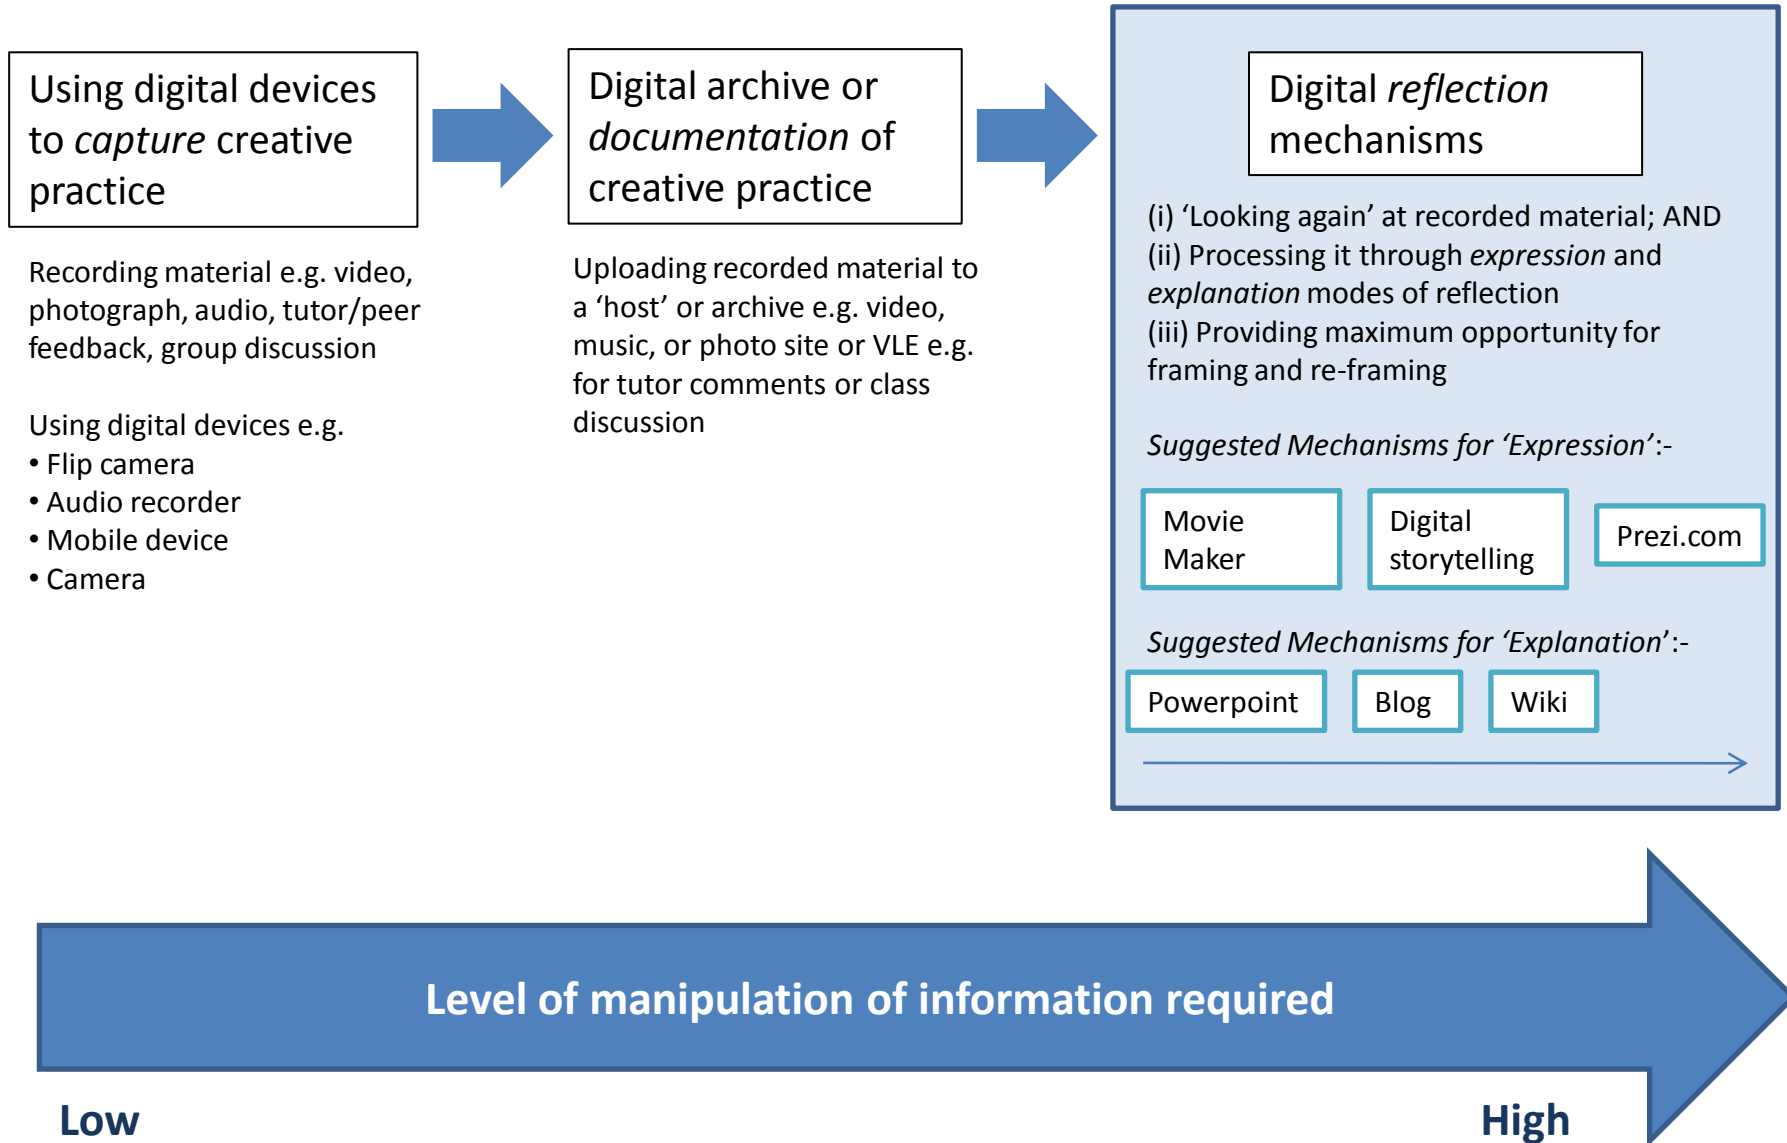 Using digital devices
to capture creative
practice
Recording material e.g. video,
photograph, audio, tutor/peer
feedback, group discussion
Using digital devices e.g.
• Flip camera
• Audio recorder
• Mobile device
• Camera
Digital archive or
documentation of
creative practice
Uploading recorded material to
a ‘host’ or archive e.g. video,
music, or photo site or VLE e.g.
for tutor comments or class
discussion
Digital reflection
mechanisms
(i) ‘Looking again’ at recorded material; AND
(ii) Processing it through expression and
explanation modes of reflection
(iii) Providing maximum opportunity for
framing and re-framing
Suggested Mechanisms for ‘Expression’:-
Movie
Maker
Digital
storytelling
Prezi.com
Suggested Mechanisms for ‘Explanation’:-
Powerpoint
Blog
Wiki
Level of manipulation of information required
Low
High